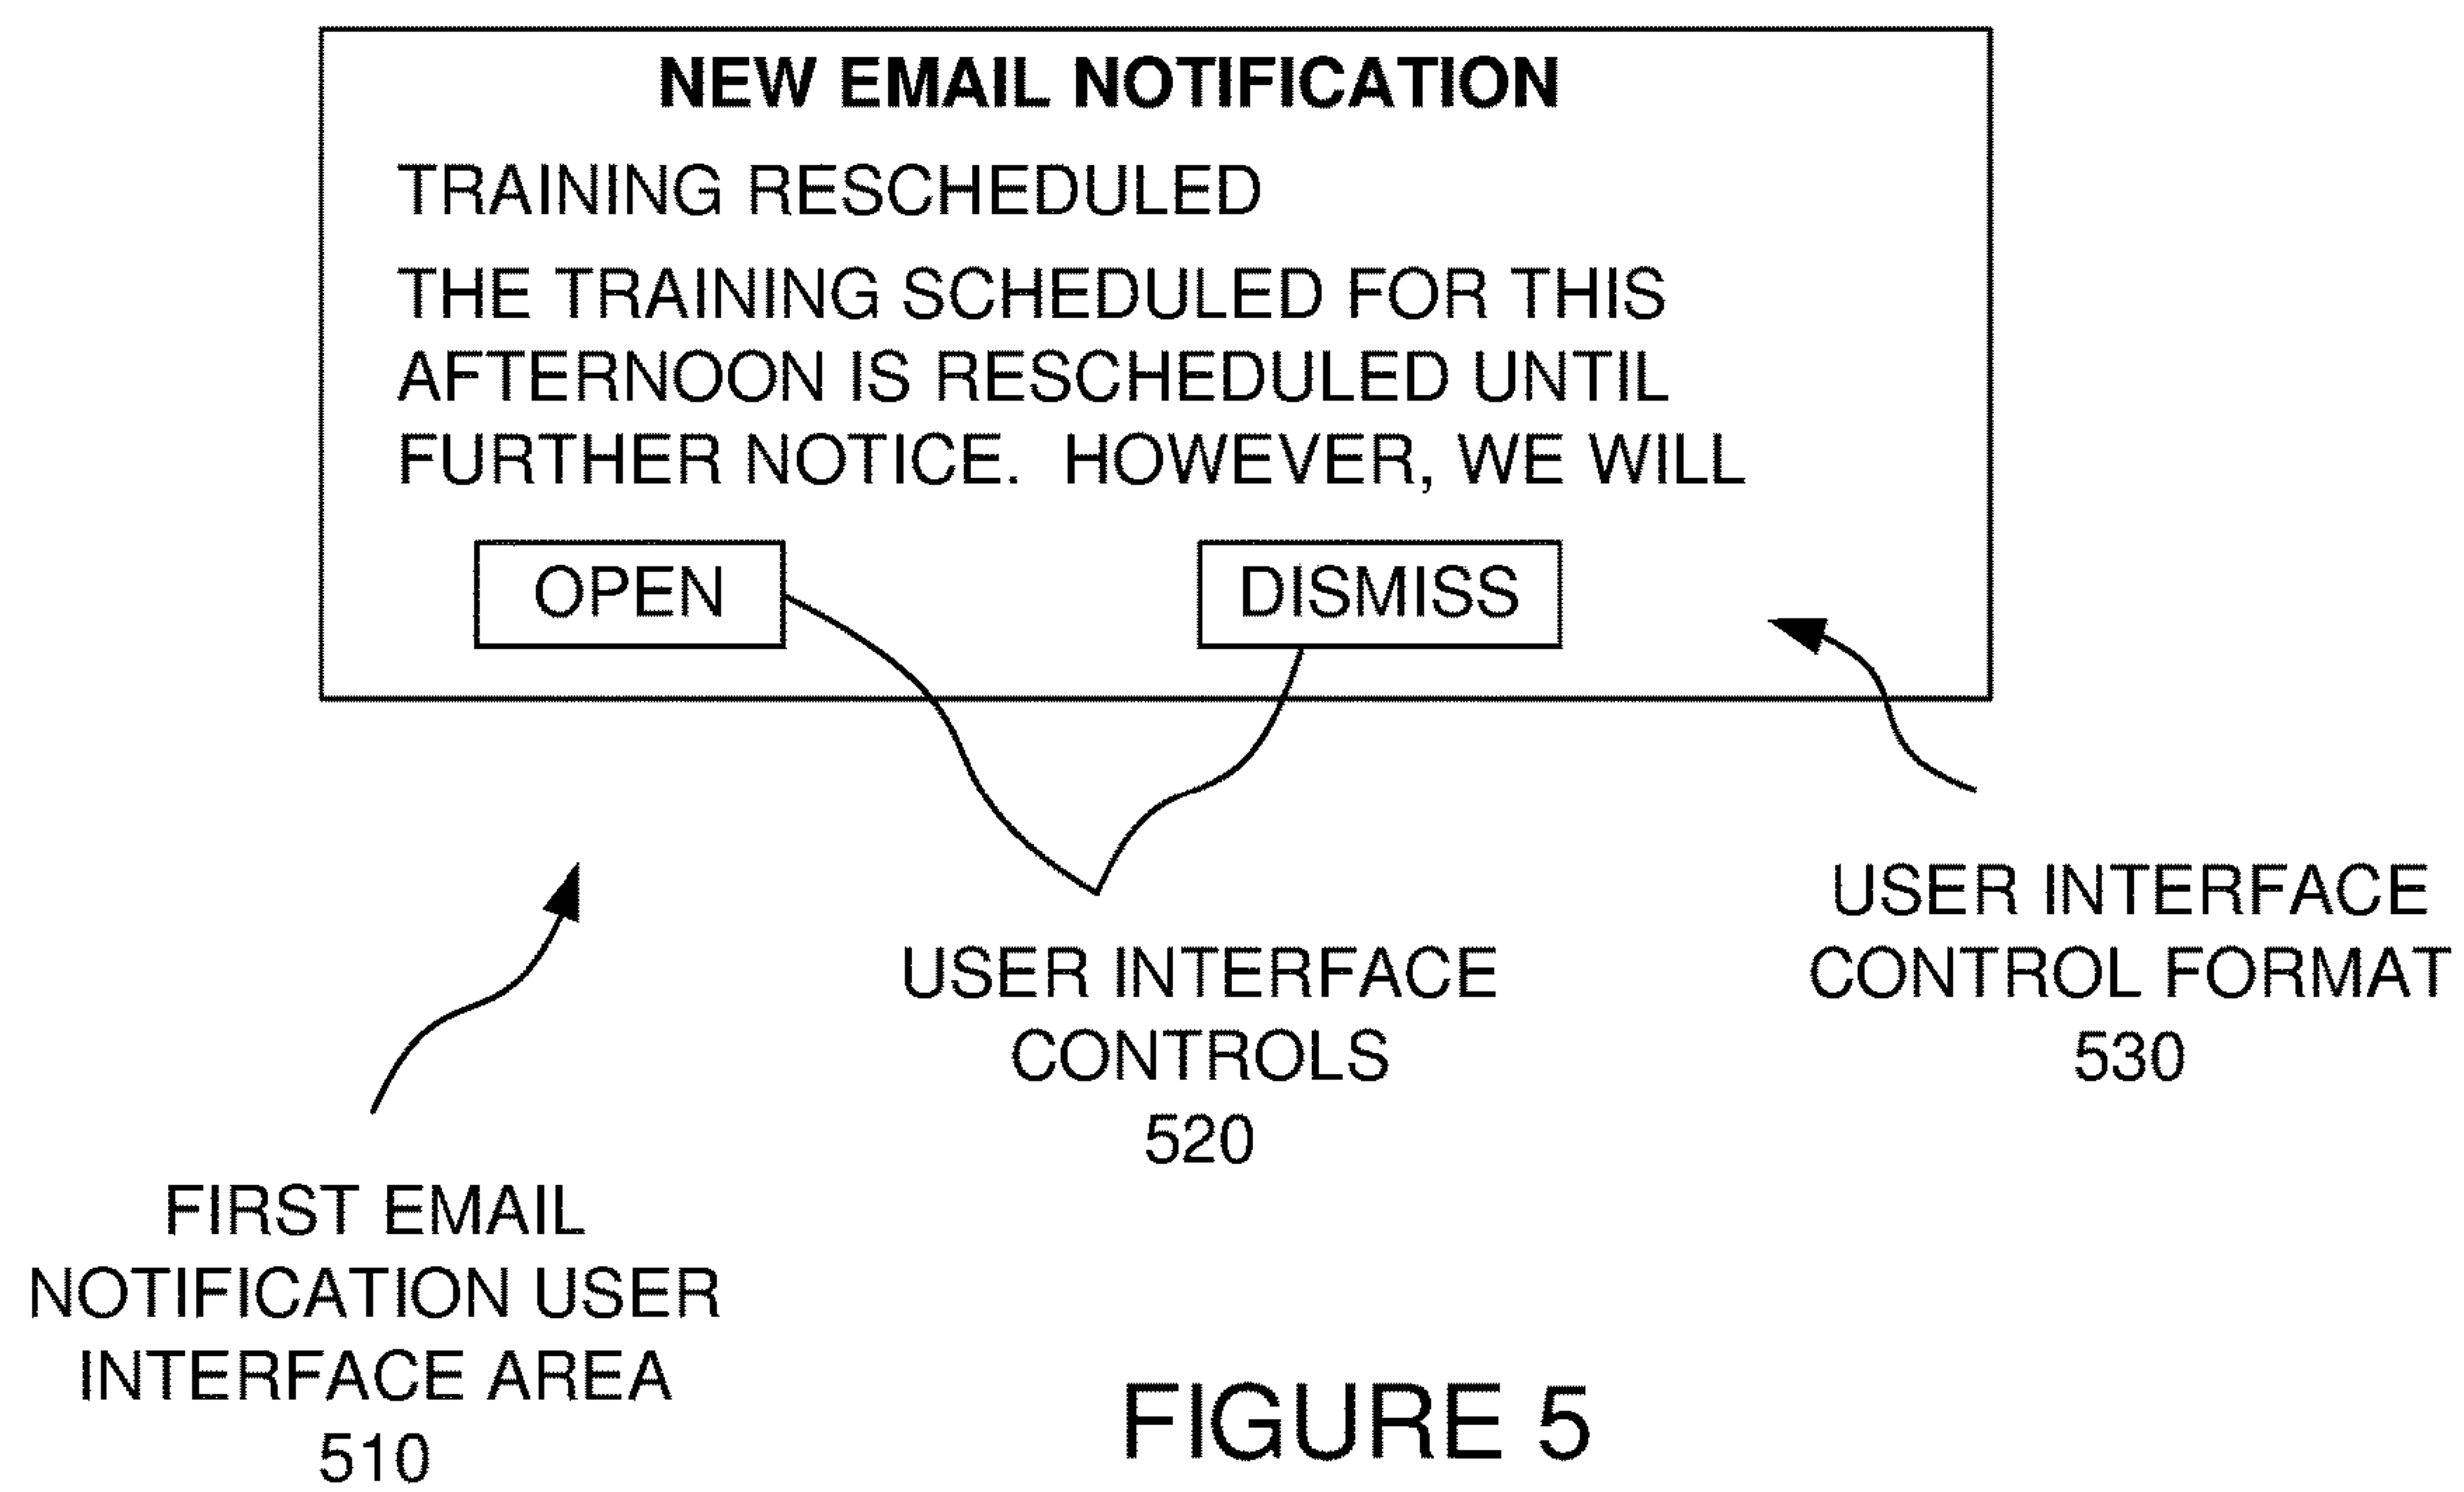 NEW EMAIL NOTIFICATION
TRAINING RESCHEDULED
THE TRAINING SCHEDULED FOR THIS
AFTERNOON IS RESCHEDULED UNTIL
FURTHER NOTICE. HOWEVER, WE WILL
OPEN
DISMISS
USER INTERFACE
CONTROL FORMAT
530
USER INTERFACE
CONTROLS
520
FIRST EMAIL
NOTIFICATION USER
INTERFACE AREA
510
FIGURE 5